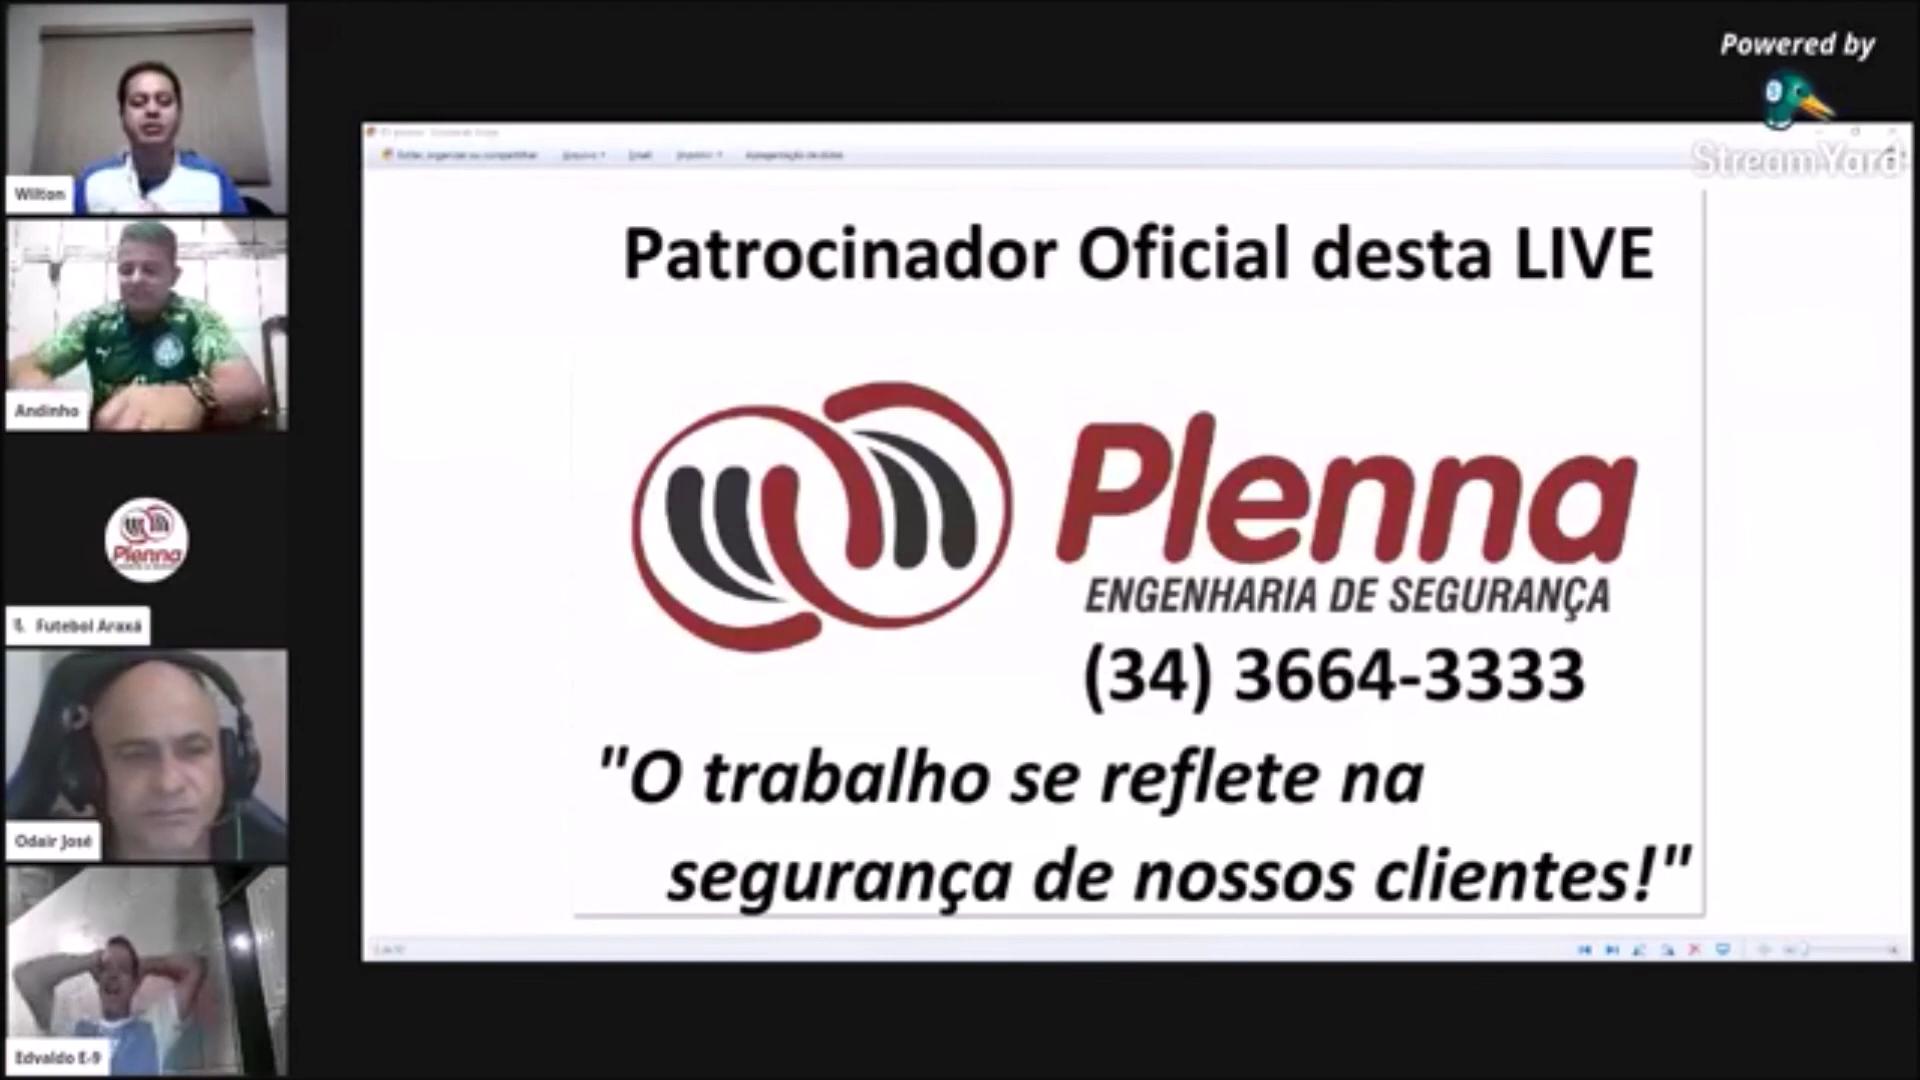 Powered by
StreamYard
Wilton
Andinho
Plenna
Futebol Araxá
Odair José
Edvaldo E-9
Patrocinador Oficial desta LIVE
Plenna
ENGENHARIA DE SEGURANÇA
(34) 3664-3333
"O trabalho se reflete na
segurança de nossos clientes!"